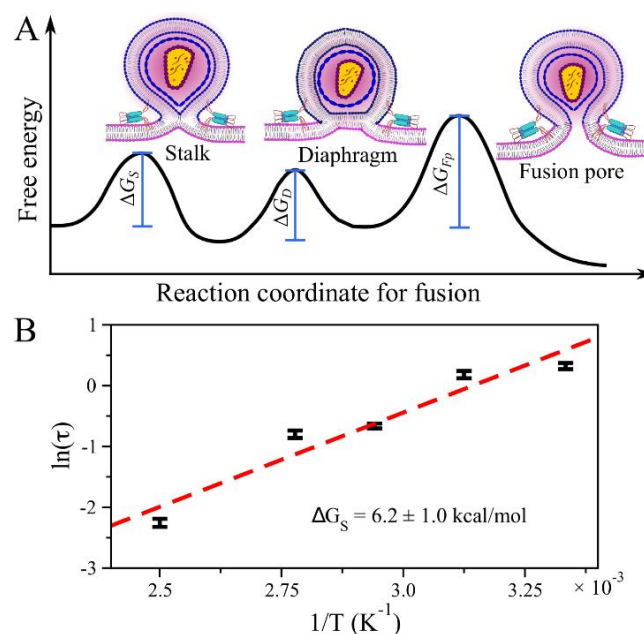 A
Free energy
Stalk
Diaphragm
Fusion pore
ΔG_S
ΔG_D
ΔG_Fp
Reaction coordinate for fusion
B
ln(τ)
1
0
-1
-2
-3
ΔG_S = 6.2 ± 1.0 kcal/mol
2.5
2.75
3.0
3.25
× 10⁻³
1/T (K⁻¹)